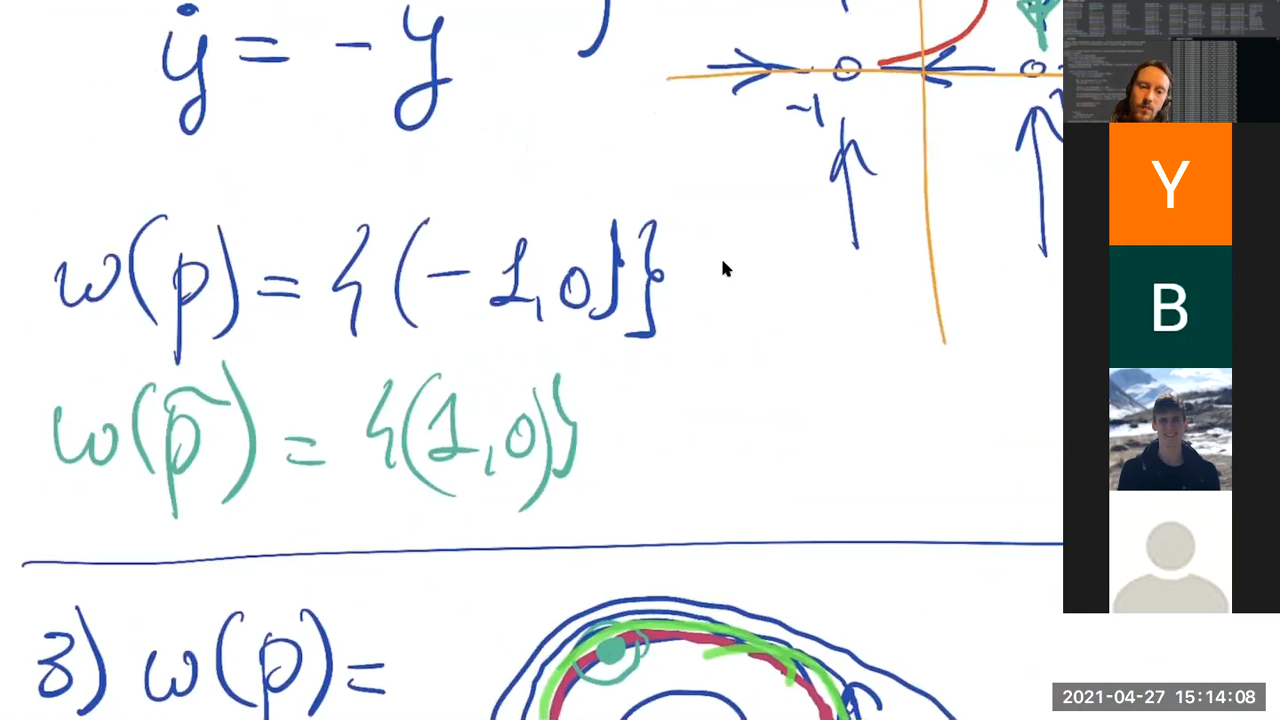 ẏ = - y )
-1
ω(p) = {(-1,0)}
ω(p̃) = {(1,0)}
3) ω(p) =
Y
B
2021-04-27 15:14:08